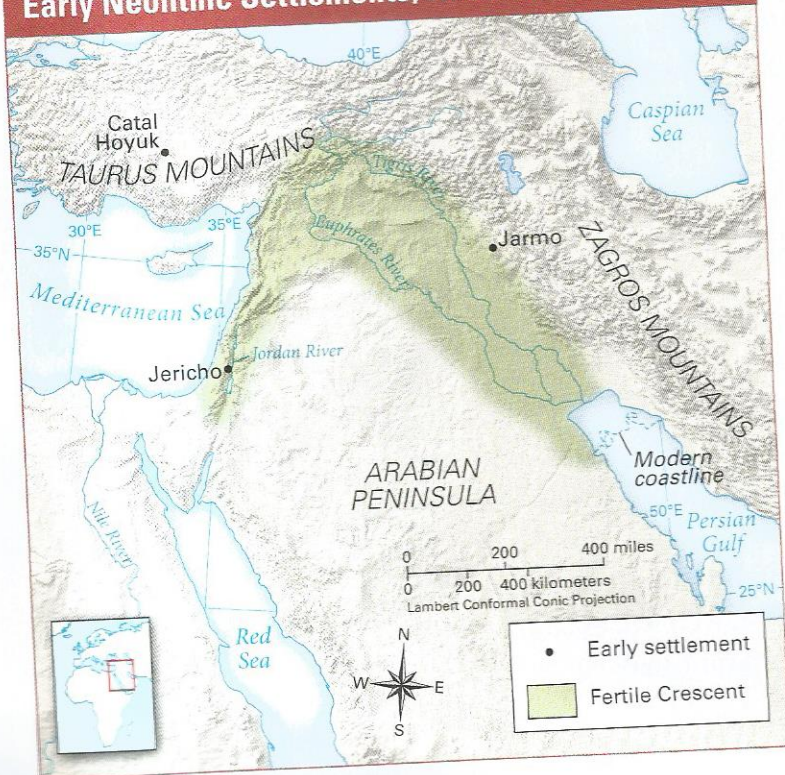 Early Neolithic Settlements,
40°E
Caspian
Sea
Catal
Hoyuk
TAURUS MOUNTAINS
Tigris River
30°E
35°E
Euphrates River
Jarmo
35°N
ZAGROS MOUNTAINS
Mediterranean Sea
Jordan River
Jericho
ARABIAN
PENINSULA
Modern
coastline
Nile River
50°E
Persian
Gulf
0 200 400 miles
0 200 400 kilometers
Lambert Conformal Conic Projection
25°N
Red
Sea
N
W E
S
Early settlement
Fertile Crescent